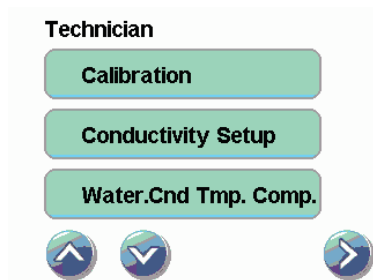 Technician
Calibration
Conductivity Setup
Water.Cnd Tmp. Comp.